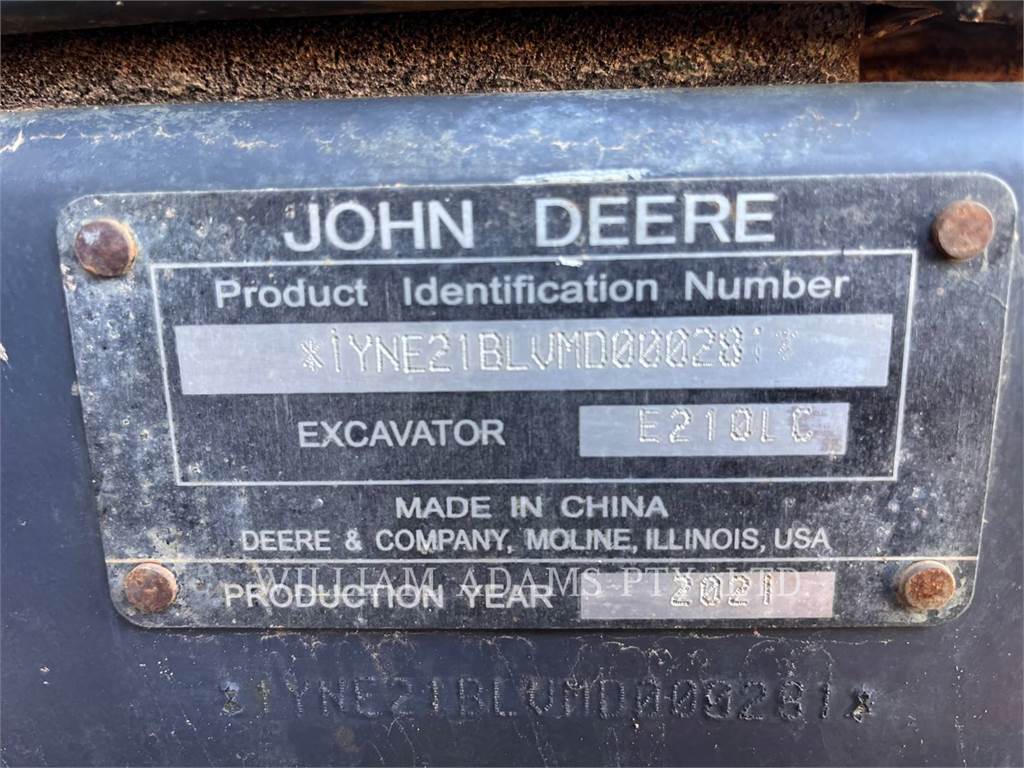 JOHN DEERE
Product Identification Number
*1YNE21BLVMD000281*
EXCAVATOR E210LC
MADE IN CHINA
DEERE & COMPANY, MOLINE, ILLINOIS, USA
WILLIAM ADAMS PTY. LTD.
PRODUCTION YEAR 2021
*1YNE21BLVMD000281*